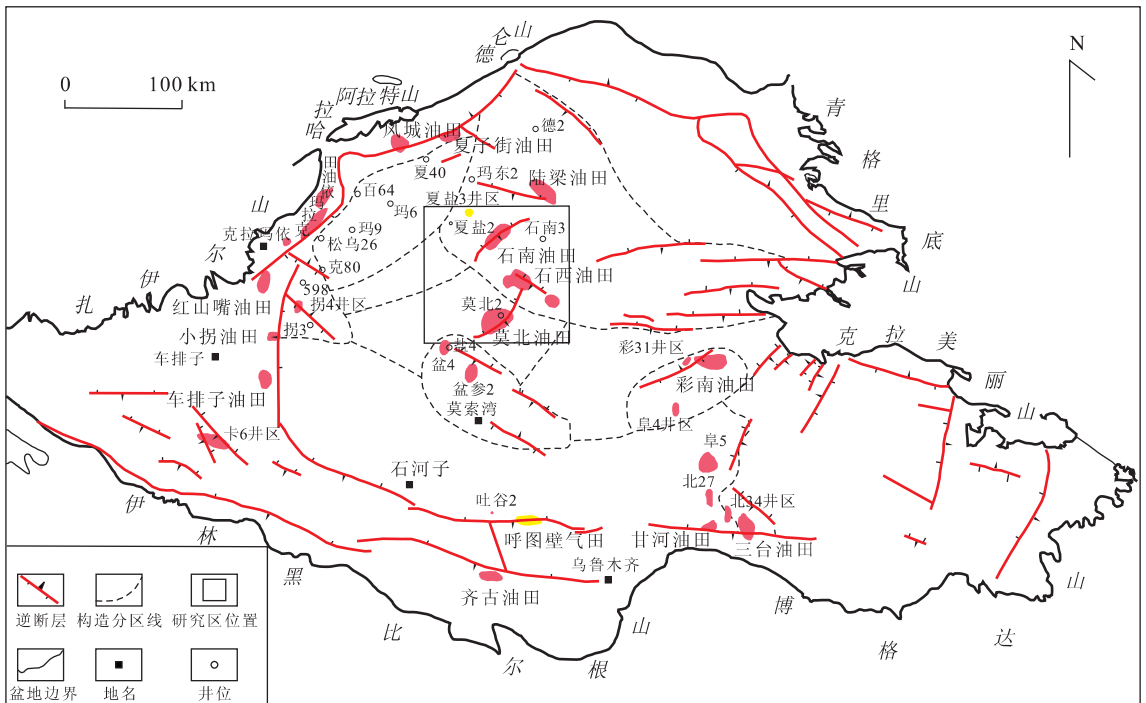 0 100 km
N
德仑山
哈拉阿拉特山
青格里底山
扎伊尔山
克拉美丽山
伊林黑比尔根山
博格达山
风城油田
夏子街油田
德2
夏40
玛东2
陆梁油田
百64
玛6
夏盐3井区
夏盐2
石南3
克拉玛依油田
克拉玛依
玛9
松乌26
石南油田
克80
石西油田
598
拐4井区
红山嘴油田
莫北2
拐3
小拐油田
莫北油田
盆4
彩31井区
车排子
盆参2
彩南油田
车排子油田
莫索湾
阜4井区
卡6井区
阜5
石河子
北27
吐谷2
北34井区
呼图壁气田
甘河油田
三台油田
乌鲁木齐
齐古油田
逆断层 构造分区线 研究区位置
盆地边界 地名 井位